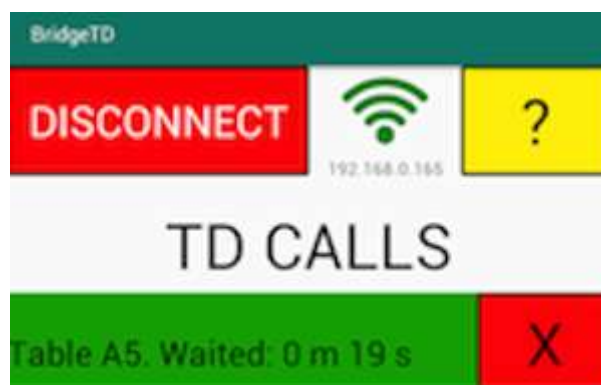 BridgeTD
DISCONNECT
192.168.0.165
?
TD CALLS
Table A5. Waited: 0 m 19 s
X